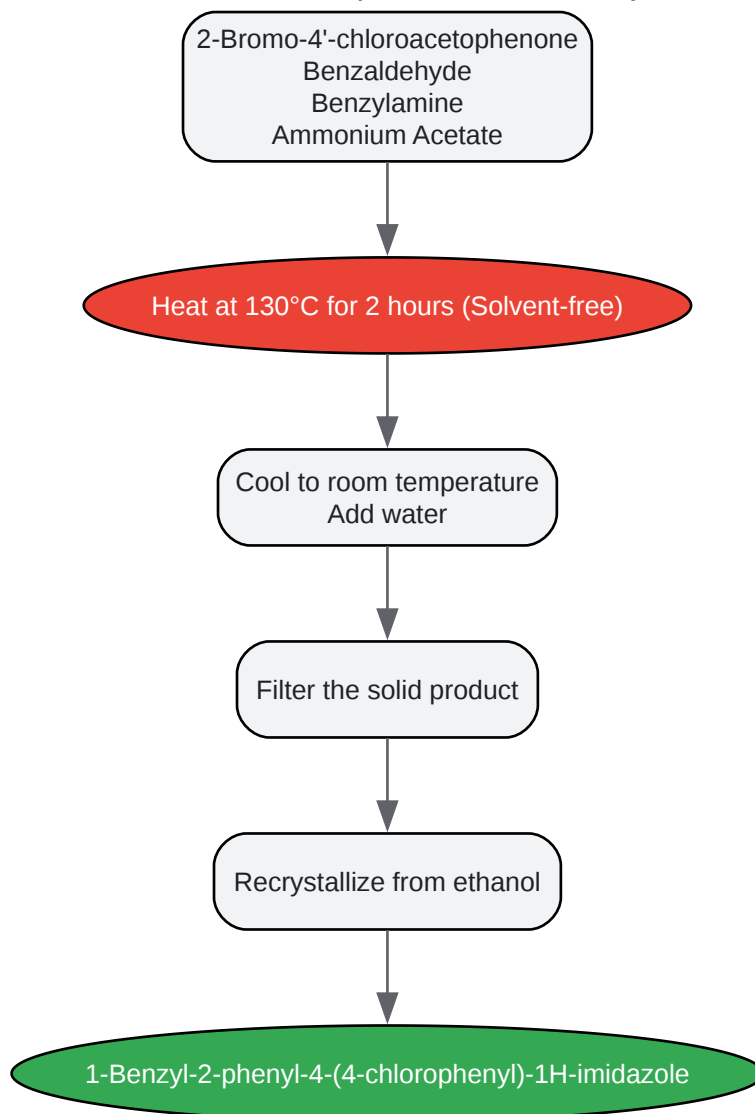 2-Bromo-4'-chloroacetophenone
Benzaldehyde
Benzylamine
Ammonium Acetate
Heat at 130°C for 2 hours (Solvent-free)
Cool to room temperature
Add water
Filter the solid product
Recrystallize from ethanol
1-Benzyl-2-phenyl-4-(4-chlorophenyl)-1H-imidazole